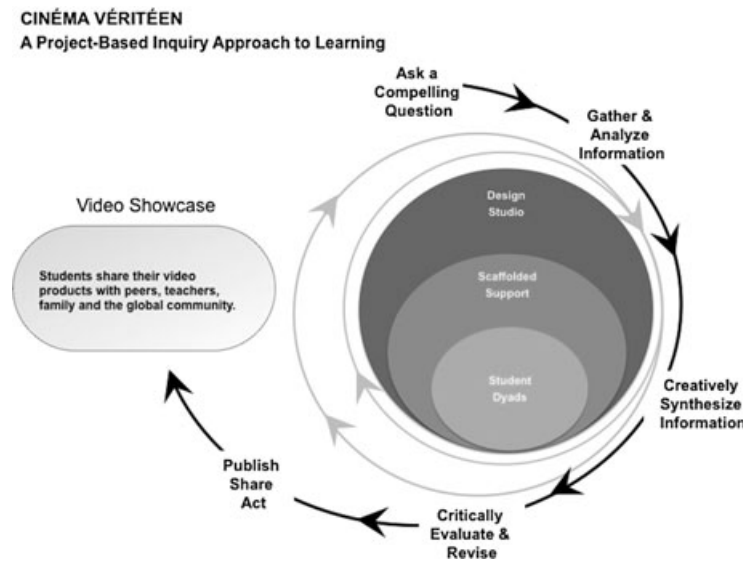 CINÉMA VÉRITÉEN
A Project-Based Inquiry Approach to Learning
Ask a
Compelling
Question
Gather &
Analyze
Information
Design
Studio
Video Showcase
Students share their video
products with peers, teachers,
family and the global community.
Scaffolded
Support
Student
Dyads
Creatively
Synthesize
Information
Publish
Share
Act
Critically
Evaluate &
Revise